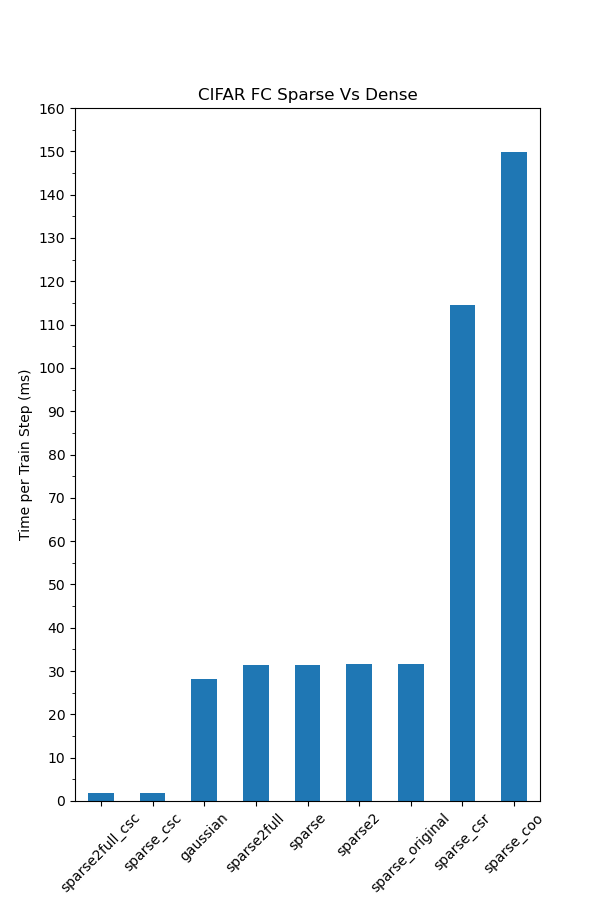 CIFAR FC Sparse Vs Dense
160
150
140
130
120
110
100
90
80
70
60
50
40
30
20
10
0
Time per Train Step (ms)
sparse2full_csc
sparse_csc
gaussian
sparse2full
sparse
sparse2
sparse_original
sparse_csr
sparse_coo